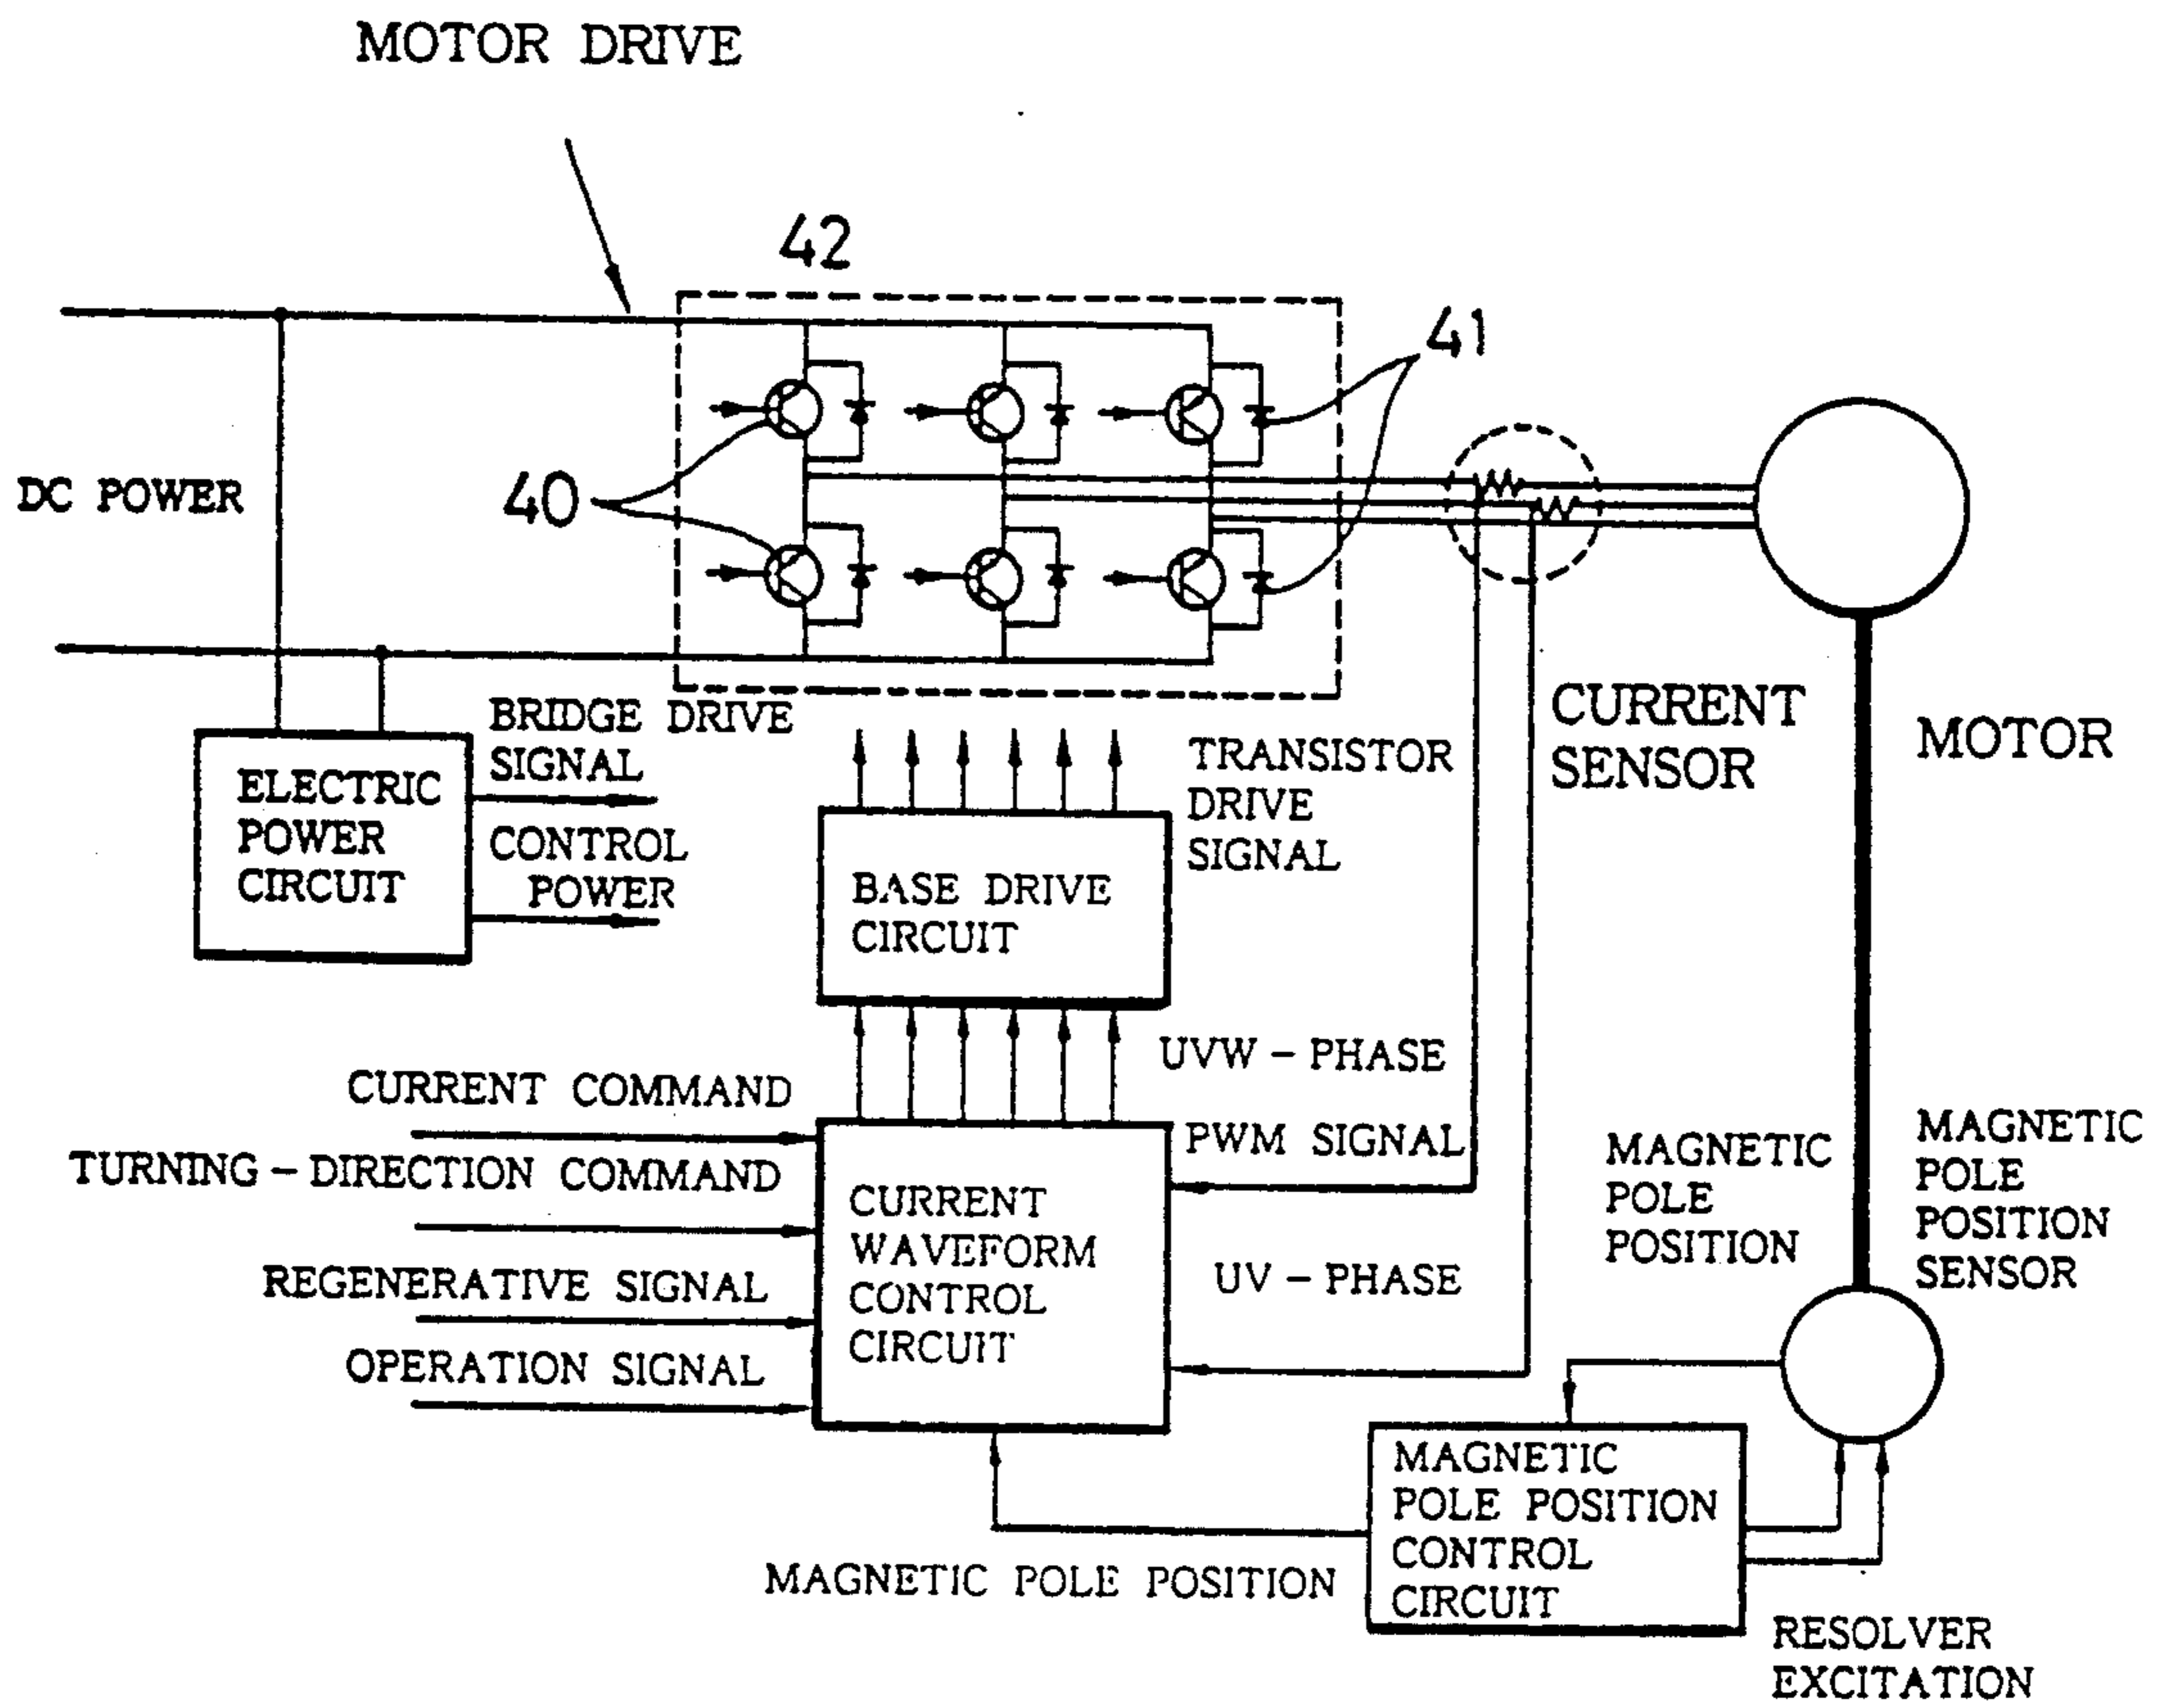 MOTOR DRIVE
42
41
DC POWER
40
BRIDGE DRIVE
SIGNAL
CONTROL
POWER
ELECTRIC
POWER
CIRCUIT
TRANSISTOR
DRIVE
SIGNAL
CURRENT
SENSOR
MOTOR
BASE DRIVE
CIRCUIT
UVW - PHASE
PWM SIGNAL
CURRENT COMMAND
TURNING - DIRECTION COMMAND
REGENERATIVE SIGNAL
OPERATION SIGNAL
CURRENT
WAVEFORM
CONTROL
CIRCUIT
UV - PHASE
MAGNETIC
POLE
POSITION
MAGNETIC
POLE
POSITION
SENSOR
MAGNETIC
POLE POSITION
CONTROL
CIRCUIT
MAGNETIC POLE POSITION
RESOLVER
EXCITATION